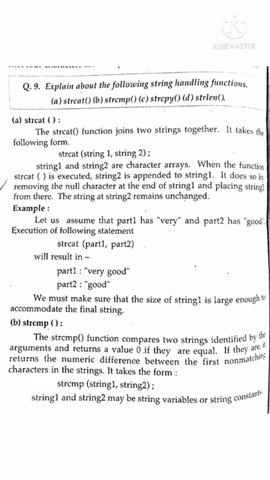 KINEMASTER
Q. 9. Explain about the following string handling functions.
(a) strcat() (b) strcmp() (c) strcpy() (d) strlen().
(a) strcat ( ) :
The strcat() function joins two strings together. It takes the
following form.
strcat (string 1, string 2) ;
string1 and string2 are character arrays. When the function
strcat ( ) is executed, string2 is appended to string1. It does so by
removing the null character at the end of string1 and placing string2
from there. The string at string2 remains unchanged.
Example :
Let us assume that part1 has "very" and part2 has "good".
Execution of following statement
strcat (part1, part2)
will result in –
part1 : "very good"
part2 : "good"
We must make sure that the size of string1 is large enough to
accommodate the final string.
(b) strcmp ( ) :
The strcmp() function compares two strings identified by the
arguments and returns a value 0 if they are equal. If they are, it
returns the numeric difference between the first nonmatching
characters in the strings. It takes the form :
strcmp (string1, string2) ;
string1 and string2 may be string variables or string constants.